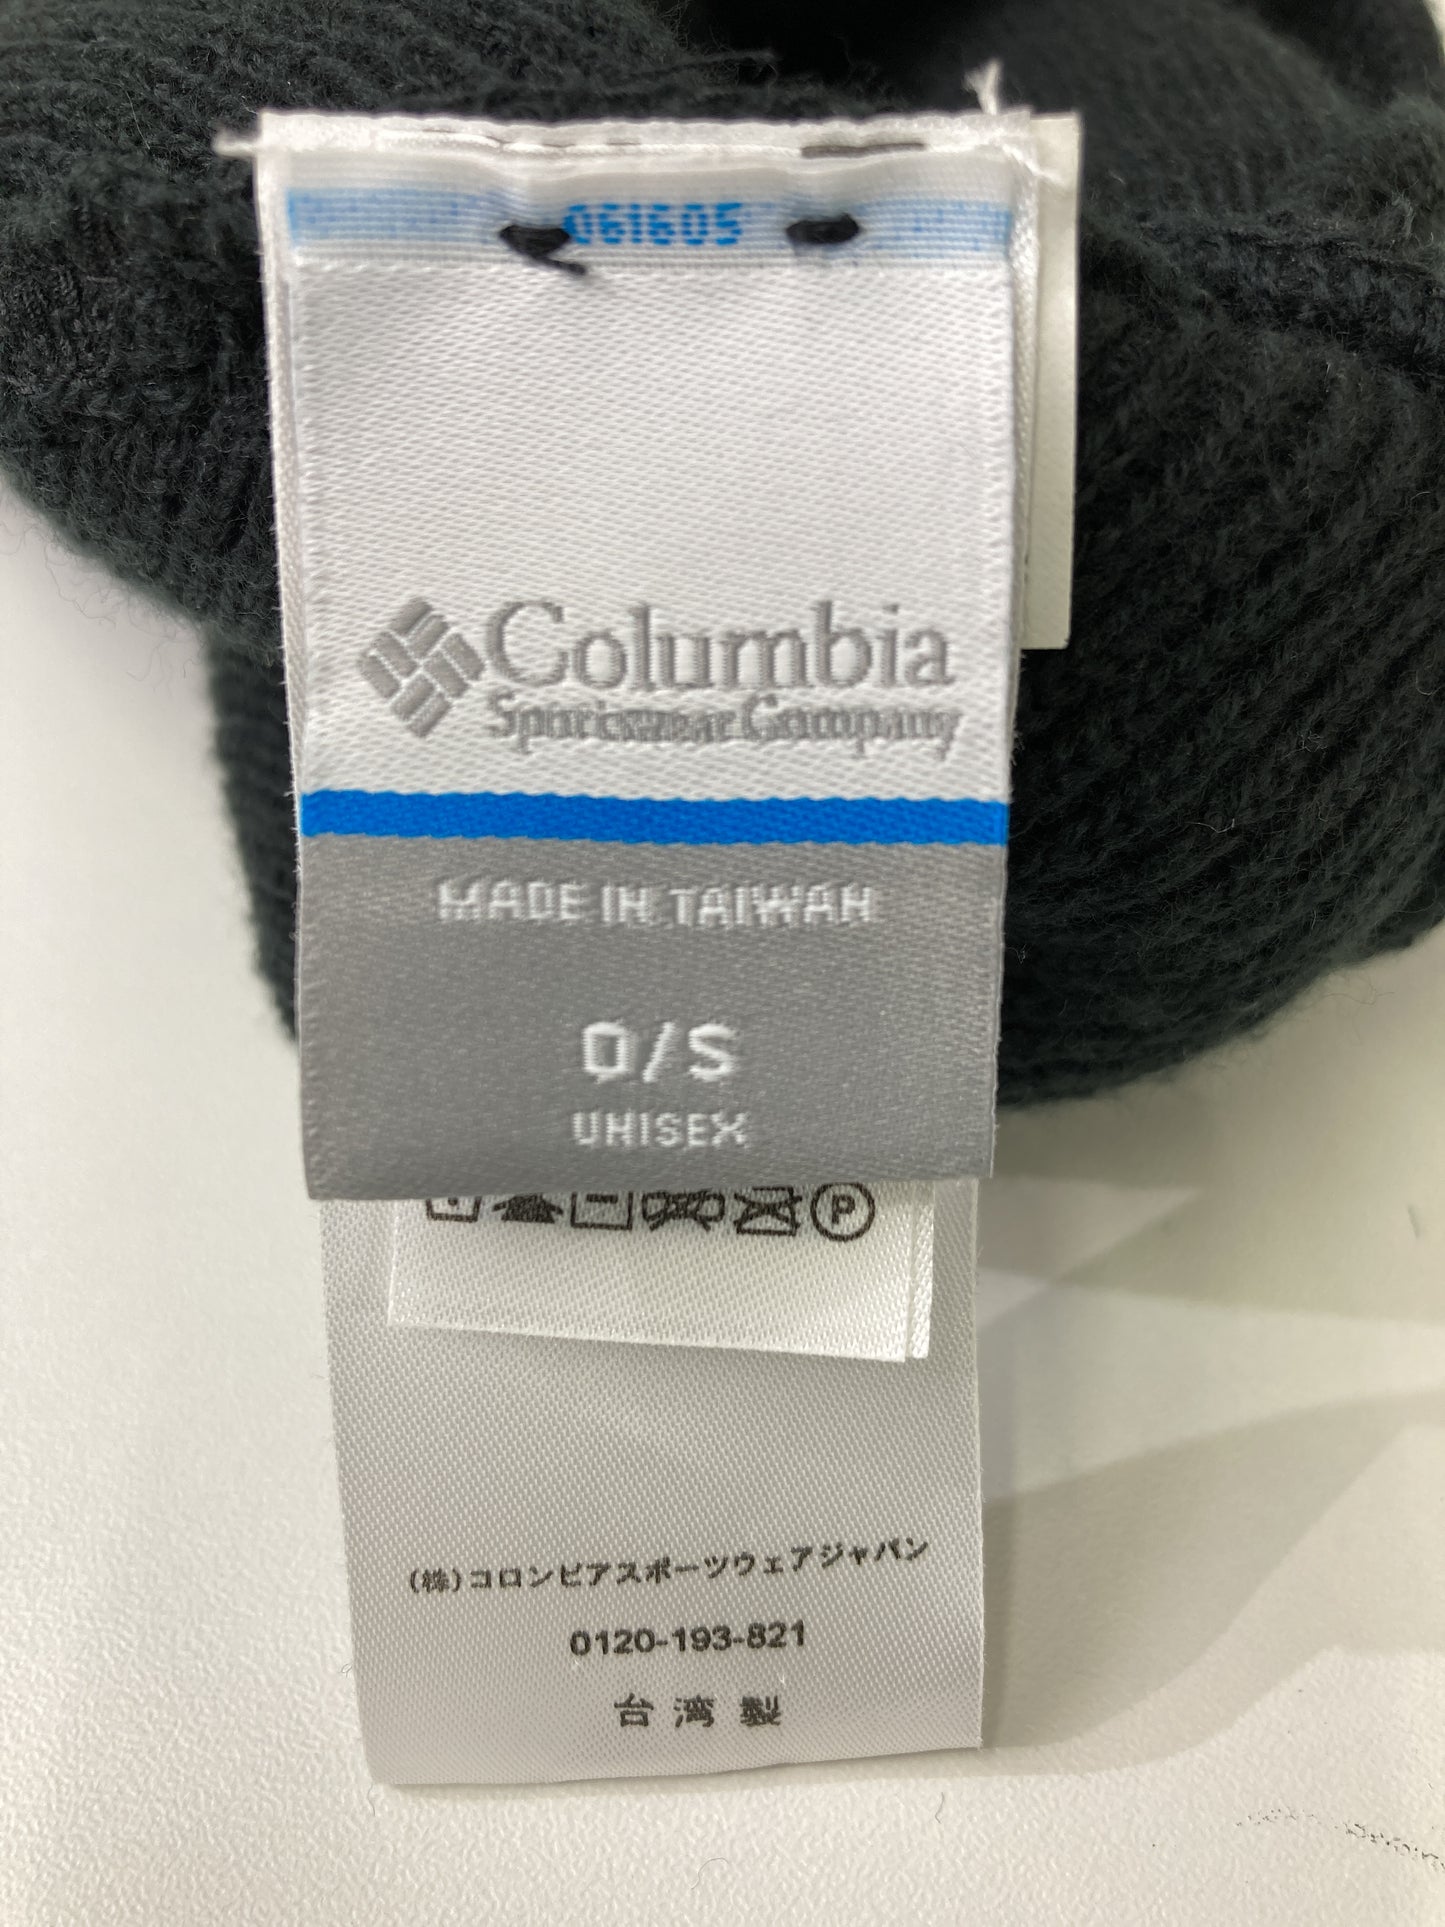 061605
Columbia
Sportswear Company
MADE IN TAIWAN
O/S
UNISEX
P
(株)コロンビアスポーツウェアジャパン
0120-193-821
台湾製